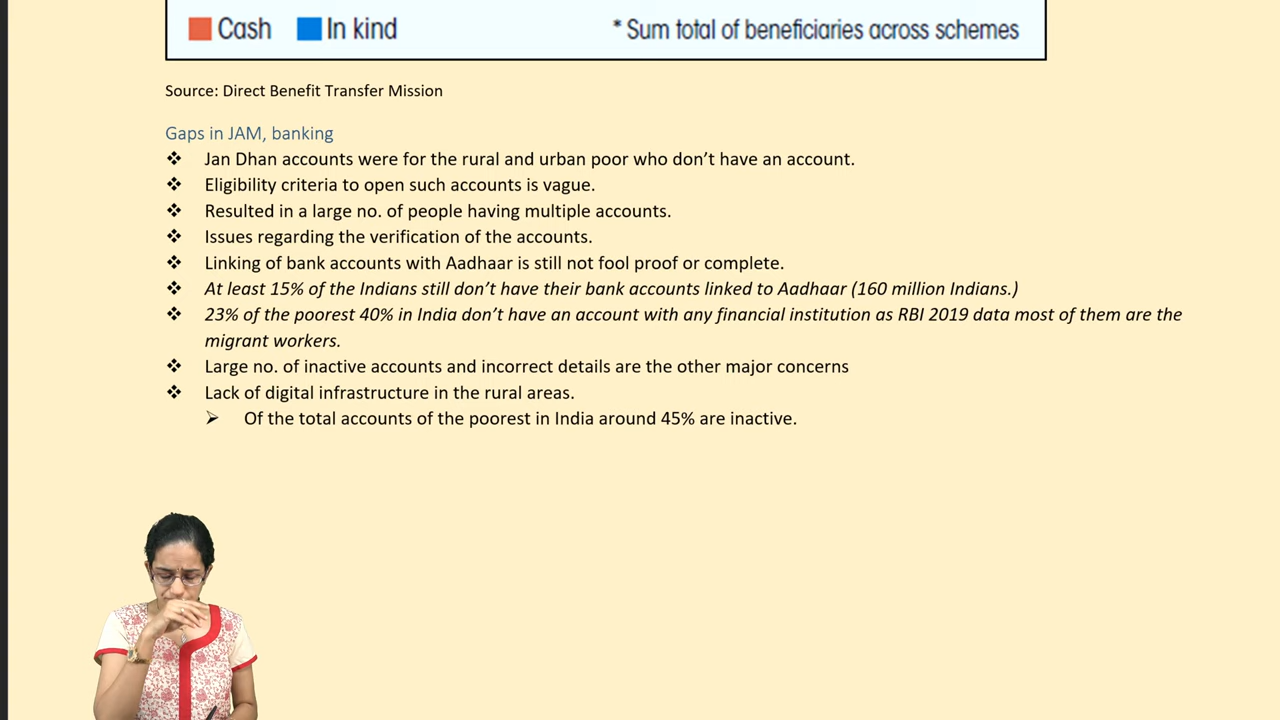 Cash In kind * Sum total of beneficiaries across schemes
Source: Direct Benefit Transfer Mission
Gaps in JAM, banking
❖ Jan Dhan accounts were for the rural and urban poor who don’t have an account.
❖ Eligibility criteria to open such accounts is vague.
❖ Resulted in a large no. of people having multiple accounts.
❖ Issues regarding the verification of the accounts.
❖ Linking of bank accounts with Aadhaar is still not fool proof or complete.
❖ At least 15% of the Indians still don’t have their bank accounts linked to Aadhaar (160 million Indians.)
❖ 23% of the poorest 40% in India don’t have an account with any financial institution as RBI 2019 data most of them are the
migrant workers.
❖ Large no. of inactive accounts and incorrect details are the other major concerns
❖ Lack of digital infrastructure in the rural areas.
➢ Of the total accounts of the poorest in India around 45% are inactive.